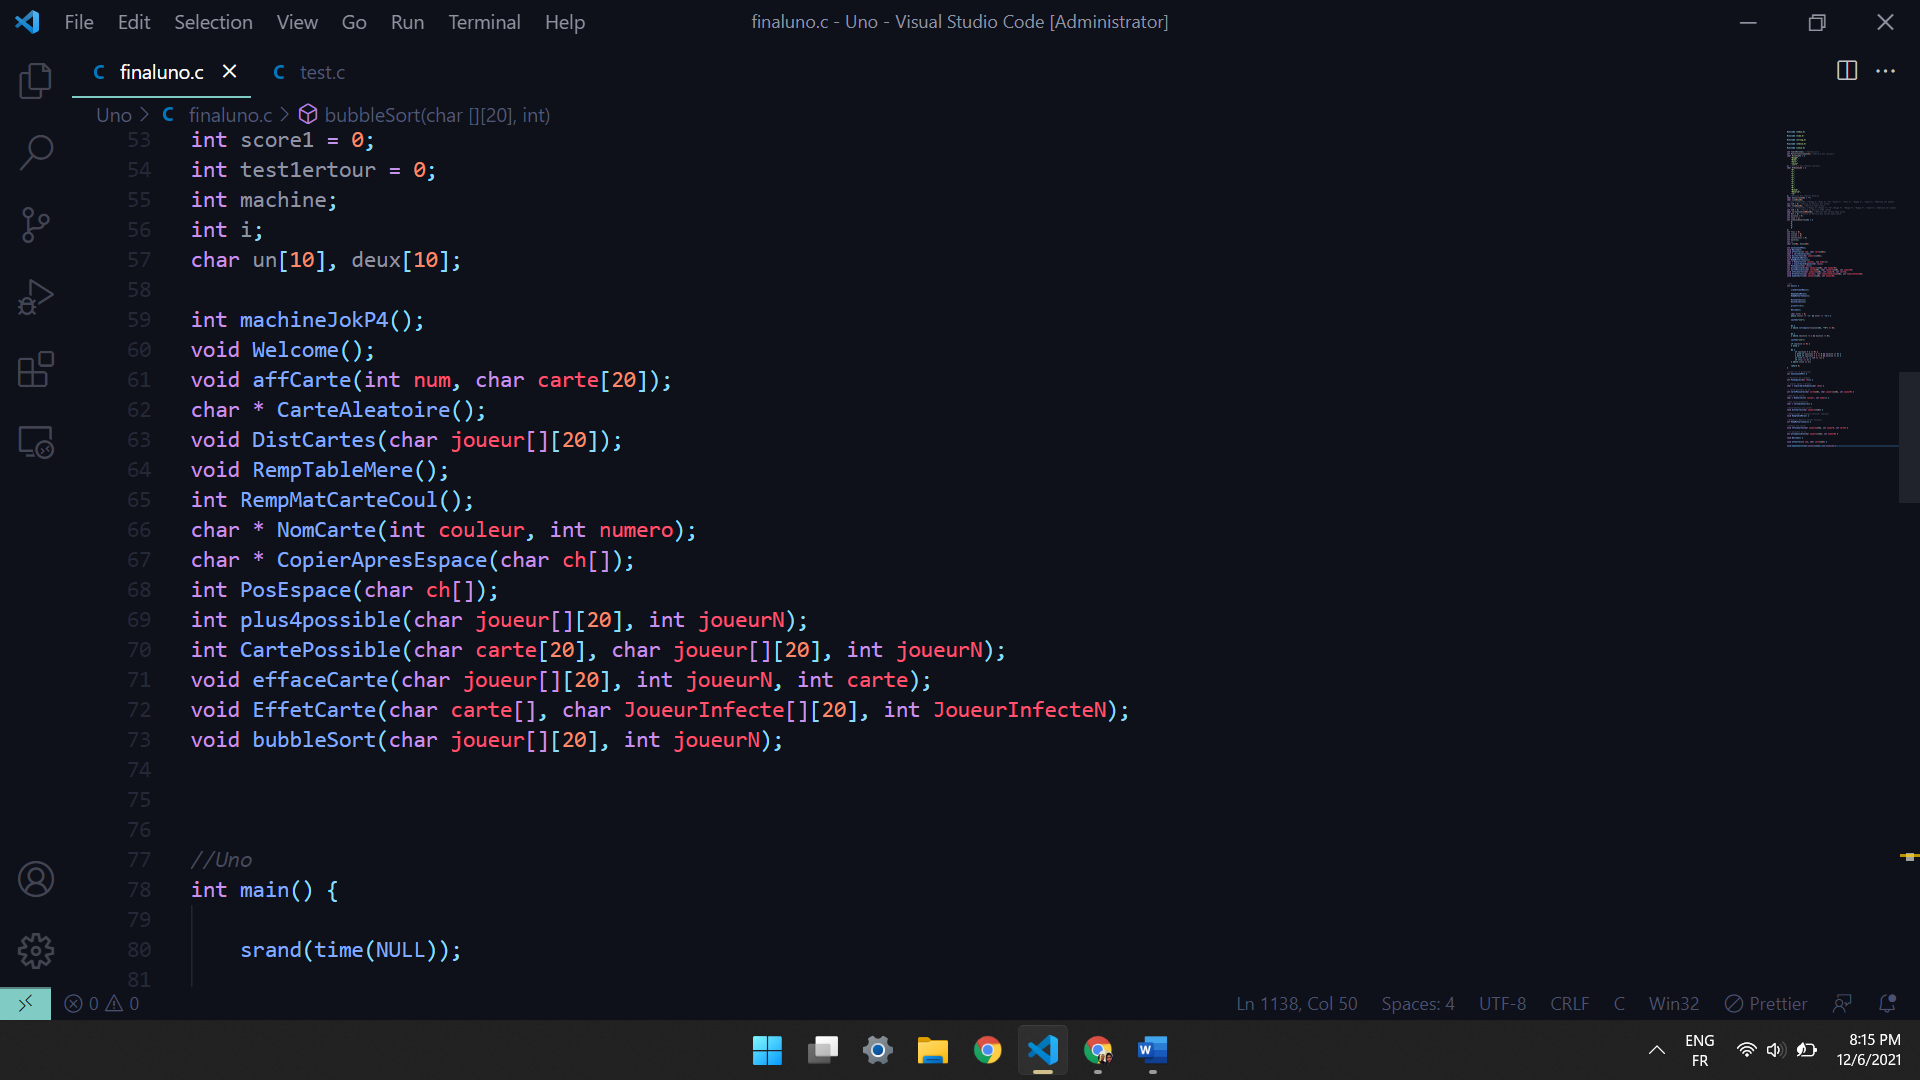 File Edit Selection View Go Run Terminal Help finaluno.c - Uno - Visual Studio Code [Administrator]
C finaluno.c C test.c
Uno > C finaluno.c > bubbleSort(char [][20], int)
53 int score1 = 0;
54 int test1ertour = 0;
55 int machine;
56 int i;
57 char un[10], deux[10];
58
59 int machineJokP4();
60 void Welcome();
61 void affCarte(int num, char carte[20]);
62 char * CarteAleatoire();
63 void DistCartes(char joueur[][20]);
64 void RempTableMere();
65 int RempMatCarteCoul();
66 char * NomCarte(int couleur, int numero);
67 char * CopierApresEspace(char ch[]);
68 int PosEspace(char ch[]);
69 int plus4possible(char joueur[][20], int joueurN);
70 int CartePossible(char carte[20], char joueur[][20], int joueurN);
71 void effaceCarte(char joueur[][20], int joueurN, int carte);
72 void EffetCarte(char carte[], char JoueurInfecte[][20], int JoueurInfecteN);
73 void bubbleSort(char joueur[][20], int joueurN);
74
75
76
77 //Uno
78 int main() {
79
80 srand(time(NULL));
81
0 0 Ln 1138, Col 50 Spaces: 4 UTF-8 CRLF C Win32 Prettier
W ENG FR 8:15 PM 12/6/2021